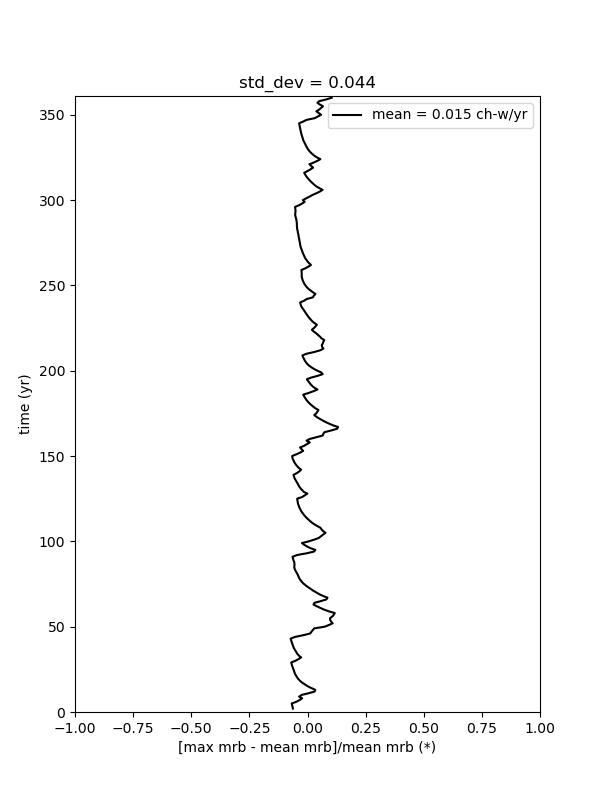 std_dev = 0.044
mean = 0.015 ch-w/yr
350
300
250
200
150
100
50
0
time (yr)
−1.00 −0.75 −0.50 −0.25 0.00 0.25 0.50 0.75 1.00
[max mrb - mean mrb]/mean mrb (*)